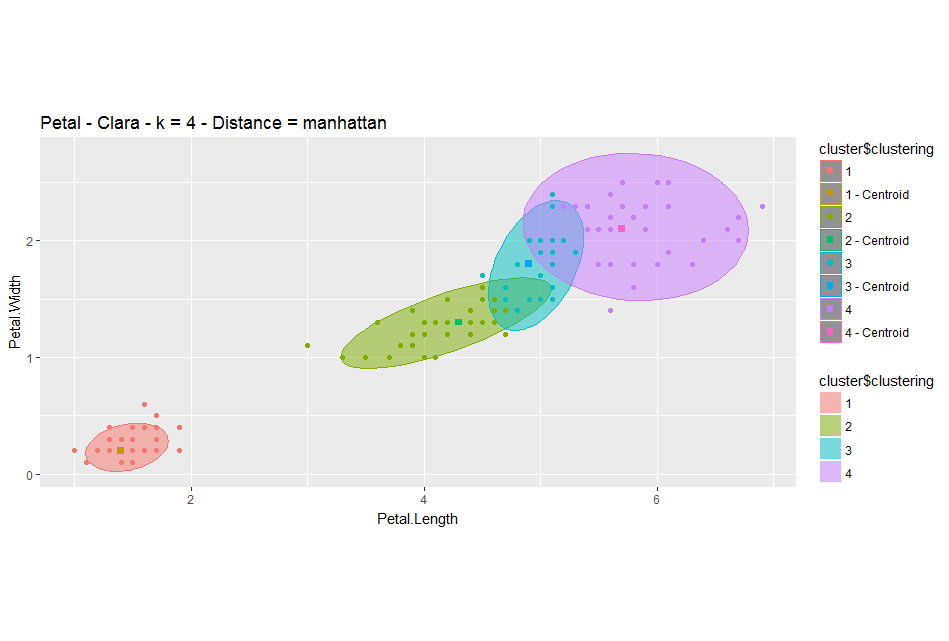 Petal - Clara - k = 4 - Distance = manhattan
Petal.Width
2
1
0
2
4
6
Petal.Length
cluster$clustering
1
1 - Centroid
2
2 - Centroid
3
3 - Centroid
4
4 - Centroid
cluster$clustering
1
2
3
4